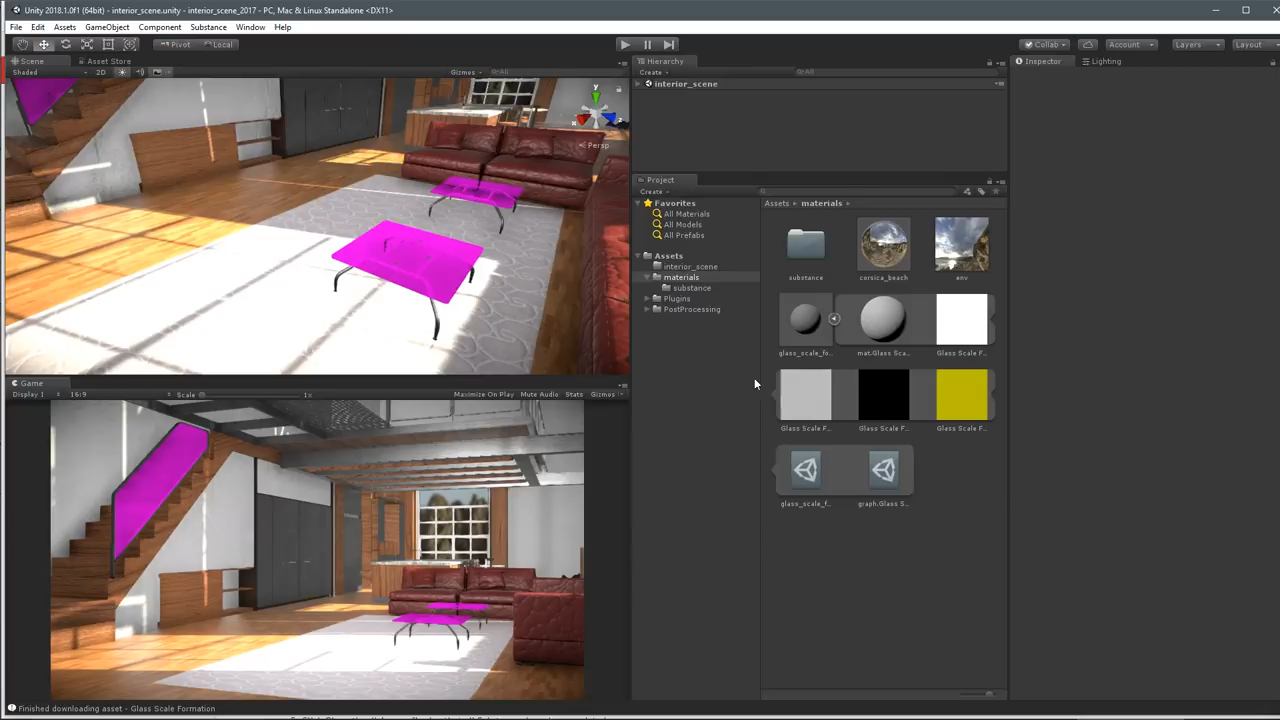 Unity 2018.1.0f1 (64bit) - interior_scene.unity - interior_scene_2017 - PC, Mac & Linux Standalone <DX11>
File Edit Assets GameObject Component Substance Window Help
Pivot Local Collab Account Layers Layout
Scene Asset Store
Shaded 2D Gizmos All
y
x z
Persp
Hierarchy
Create All
interior_scene
Inspector Lighting
Project
Create
Favorites
All Materials
All Models
All Prefabs
Assets
interior_scene
materials
substance
Plugins
PostProcessing
Assets materials
substance corsica_beach env
glass_scale_fo... mat.Glass Sca... Glass Scale F...
Glass Scale F... Glass Scale F... Glass Scale F...
glass_scale_f... graph.Glass S...
Game
Display 1 16:9 Scale 1x Maximize On Play Mute Audio Stats Gizmos
Finished downloading asset - Glass Scale Formation